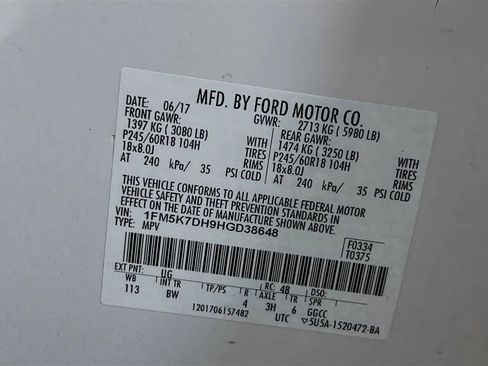 MFD. BY FORD MOTOR CO.
DATE: 06/17 GVWR: 2713 KG ( 5980 LB)
FRONT GAWR: REAR GAWR:
1397 KG ( 3080 LB) WITH 1474 KG ( 3250 LB) WITH
P245/60R18 104H TIRES P245/60R18 104H TIRES
18x8.0J RIMS 18x8.0J RIMS
AT 240 kPa/ 35 PSI COLD AT 240 kPa/ 35 PSI COLD
THIS VEHICLE CONFORMS TO ALL APPLICABLE FEDERAL MOTOR
VEHICLE SAFETY AND THEFT PREVENTION STANDARDS IN
EFFECT ON THE DATE OF MANUFACTURE SHOWN ABOVE.
VIN: 1FM5K7DH9HGD38648
TYPE: MPV
F0334
T0375
EXT PNT: UG RC: 48 DSO:
WB INT TR TP/PS R AXLE TR SPR
113 BW 4 3H 6 GGCC
1201706157482 UTC ▽5U5A-1520472-BA